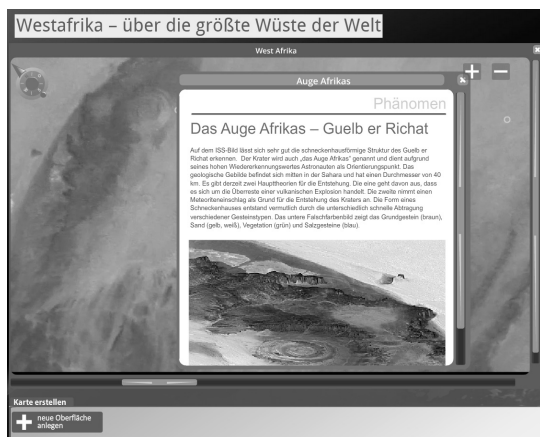 Westafrika – über die größte Wüste der Welt
West Afrika
Auge Afrikas
Phänomen
Das Auge Afrikas – Guelb er Richat
Auf dem ISS-Bild lässt sich sehr gut die schneckenhausförmige Struktur des Guelb er
Richat erkennen. Der Krater wird auch „das Auge Afrikas“ genannt und dient aufgrund
seines hohen Wiedererkennungswertes Astronauten als Orientierungspunkt. Das
geologische Gebilde befindet sich mitten in der Sahara und hat einen Durchmesser von 40
km. Es gibt derzeit zwei Haupttheorien für die Entstehung. Die eine geht davon aus, dass
es sich um die Überreste einer vulkanischen Explosion handelt. Die zweite nimmt einen
Meteoriteneinschlag als Grund für die Entstehung des Kraters an. Die Form eines
Schneckenhauses entstand vermutlich durch die unterschiedlich schnelle Abtragung
verschiedener Gesteinstypen. Das untere Falschfarbenbild zeigt das Grundgestein (braun),
Sand (gelb, weiß), Vegetation (grün) und Salzgesteine (blau).
Karte erstellen
neue Oberfläche
anlegen